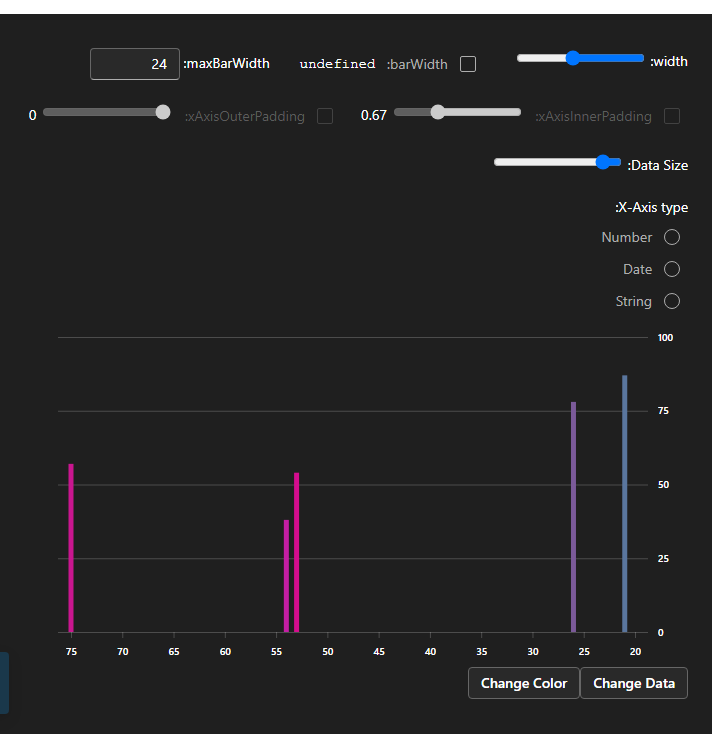 :width
:barWidth undefined
:maxBarWidth 24
:xAxisInnerPadding 0.67
:xAxisOuterPadding 0
:Data Size
:X-Axis type
Number
Date
String
100
75
50
25
0
75 70 65 60 55 50 45 40 35 30 25 20
Change Color Change Data